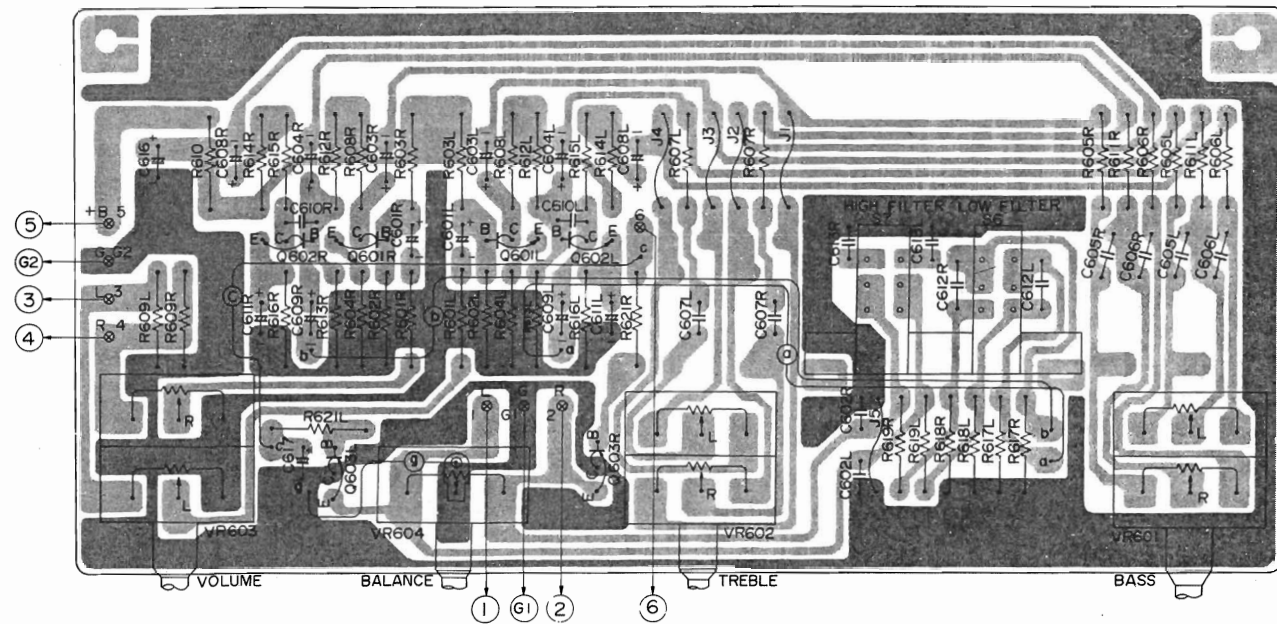 C616
R610
C608R
R614R
R615R
C604R
R612R
R608R
C603R
R603R
R603L
C603L
R608L
R612L
C604L
R615L
R614L
C608L
J4
R607L
J3
J2
R607R
J1
R605R
R611R
R606R
R605L
R611L
R606L
5 +B 5
G2 G G2
3 L 3
4 R 4
C610R
E C B E C B
Q602R
Q601R
C601R
C601L
B C E B C E
Q601L
C610L
Q602L
6
c
HIGH FILTER LOW FILTER
S7 S6
C613L
C612R
C612L
C605R
C606R
C605L
C606L
R609L
R609R
c
C611R
R616R
C609R
R613R
R604R
R602R
R601R
b
R601L
R602L
R604L
C609L
R616L
C611L
R621R
C607L
C607R
b
a
a
R621L
C617
B
Q603L
E
d
g
e
L 1
G G1
R 2
B
Q603R
E
C602R
J5
C602L
R619R
R619L
R618R
R618L
R617L
R617R
b
a
R
L
VR603
VR604
L
R
VR602
L
R
VR601
VOLUME
BALANCE
TREBLE
BASS
1 G1 2 6